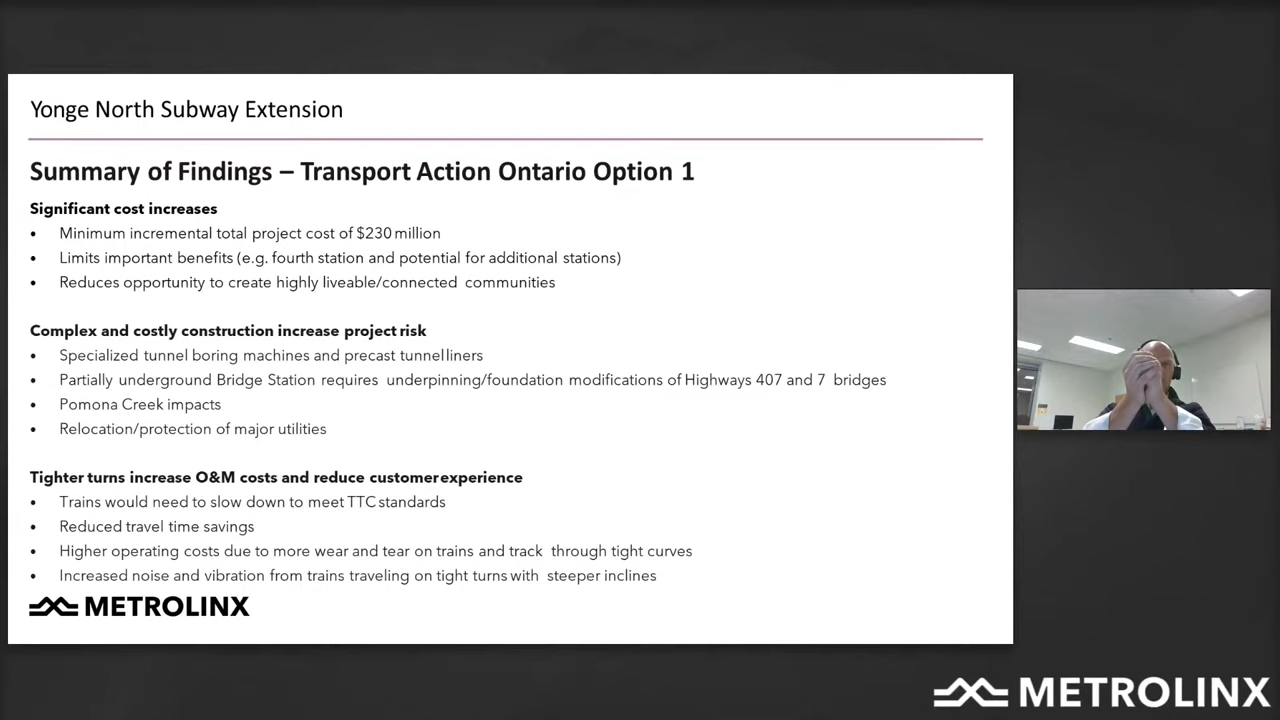 Yonge North Subway Extension
Summary of Findings – Transport Action Ontario Option 1
Significant cost increases
• Minimum incremental total project cost of $230 million
• Limits important benefits (e.g. fourth station and potential for additional stations)
• Reduces opportunity to create highly liveable/connected communities
Complex and costly construction increase project risk
• Specialized tunnel boring machines and precast tunnel liners
• Partially underground Bridge Station requires underpinning/foundation modifications of Highways 407 and 7 bridges
• Pomona Creek impacts
• Relocation/protection of major utilities
Tighter turns increase O&M costs and reduce customer experience
• Trains would need to slow down to meet TTC standards
• Reduced travel time savings
• Higher operating costs due to more wear and tear on trains and track through tight curves
• Increased noise and vibration from trains traveling on tight turns with steeper inclines
METROLINX
METROLINX